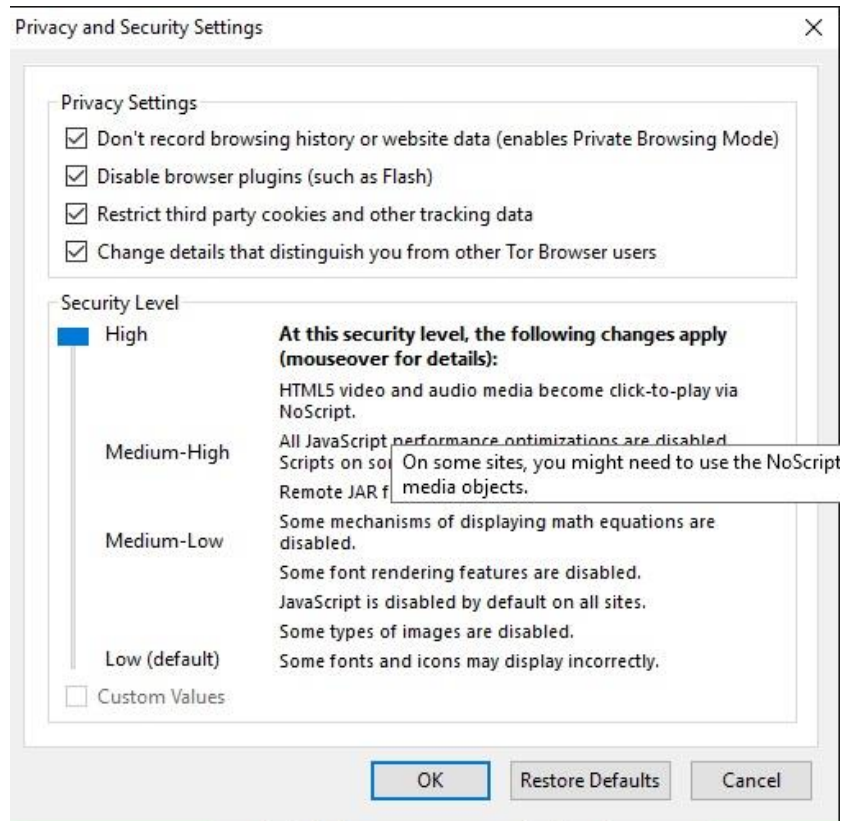 Privacy and Security Settings
Privacy Settings
Don't record browsing history or website data (enables Private Browsing Mode)
Disable browser plugins (such as Flash)
Restrict third party cookies and other tracking data
Change details that distinguish you from other Tor Browser users
Security Level
High
At this security level, the following changes apply
(mouseover for details):
HTML5 video and audio media become click-to-play via
NoScript.
Medium-High
All JavaScript performance optimizations are disabled.
Scripts on
On some sites, you might need to use the NoScript
media objects.
Remote JAR
Medium-Low
Some mechanisms of displaying math equations are
disabled.
Some font rendering features are disabled.
JavaScript is disabled by default on all sites.
Some types of images are disabled.
Low (default)
Some fonts and icons may display incorrectly.
Custom Values
OK
Restore Defaults
Cancel